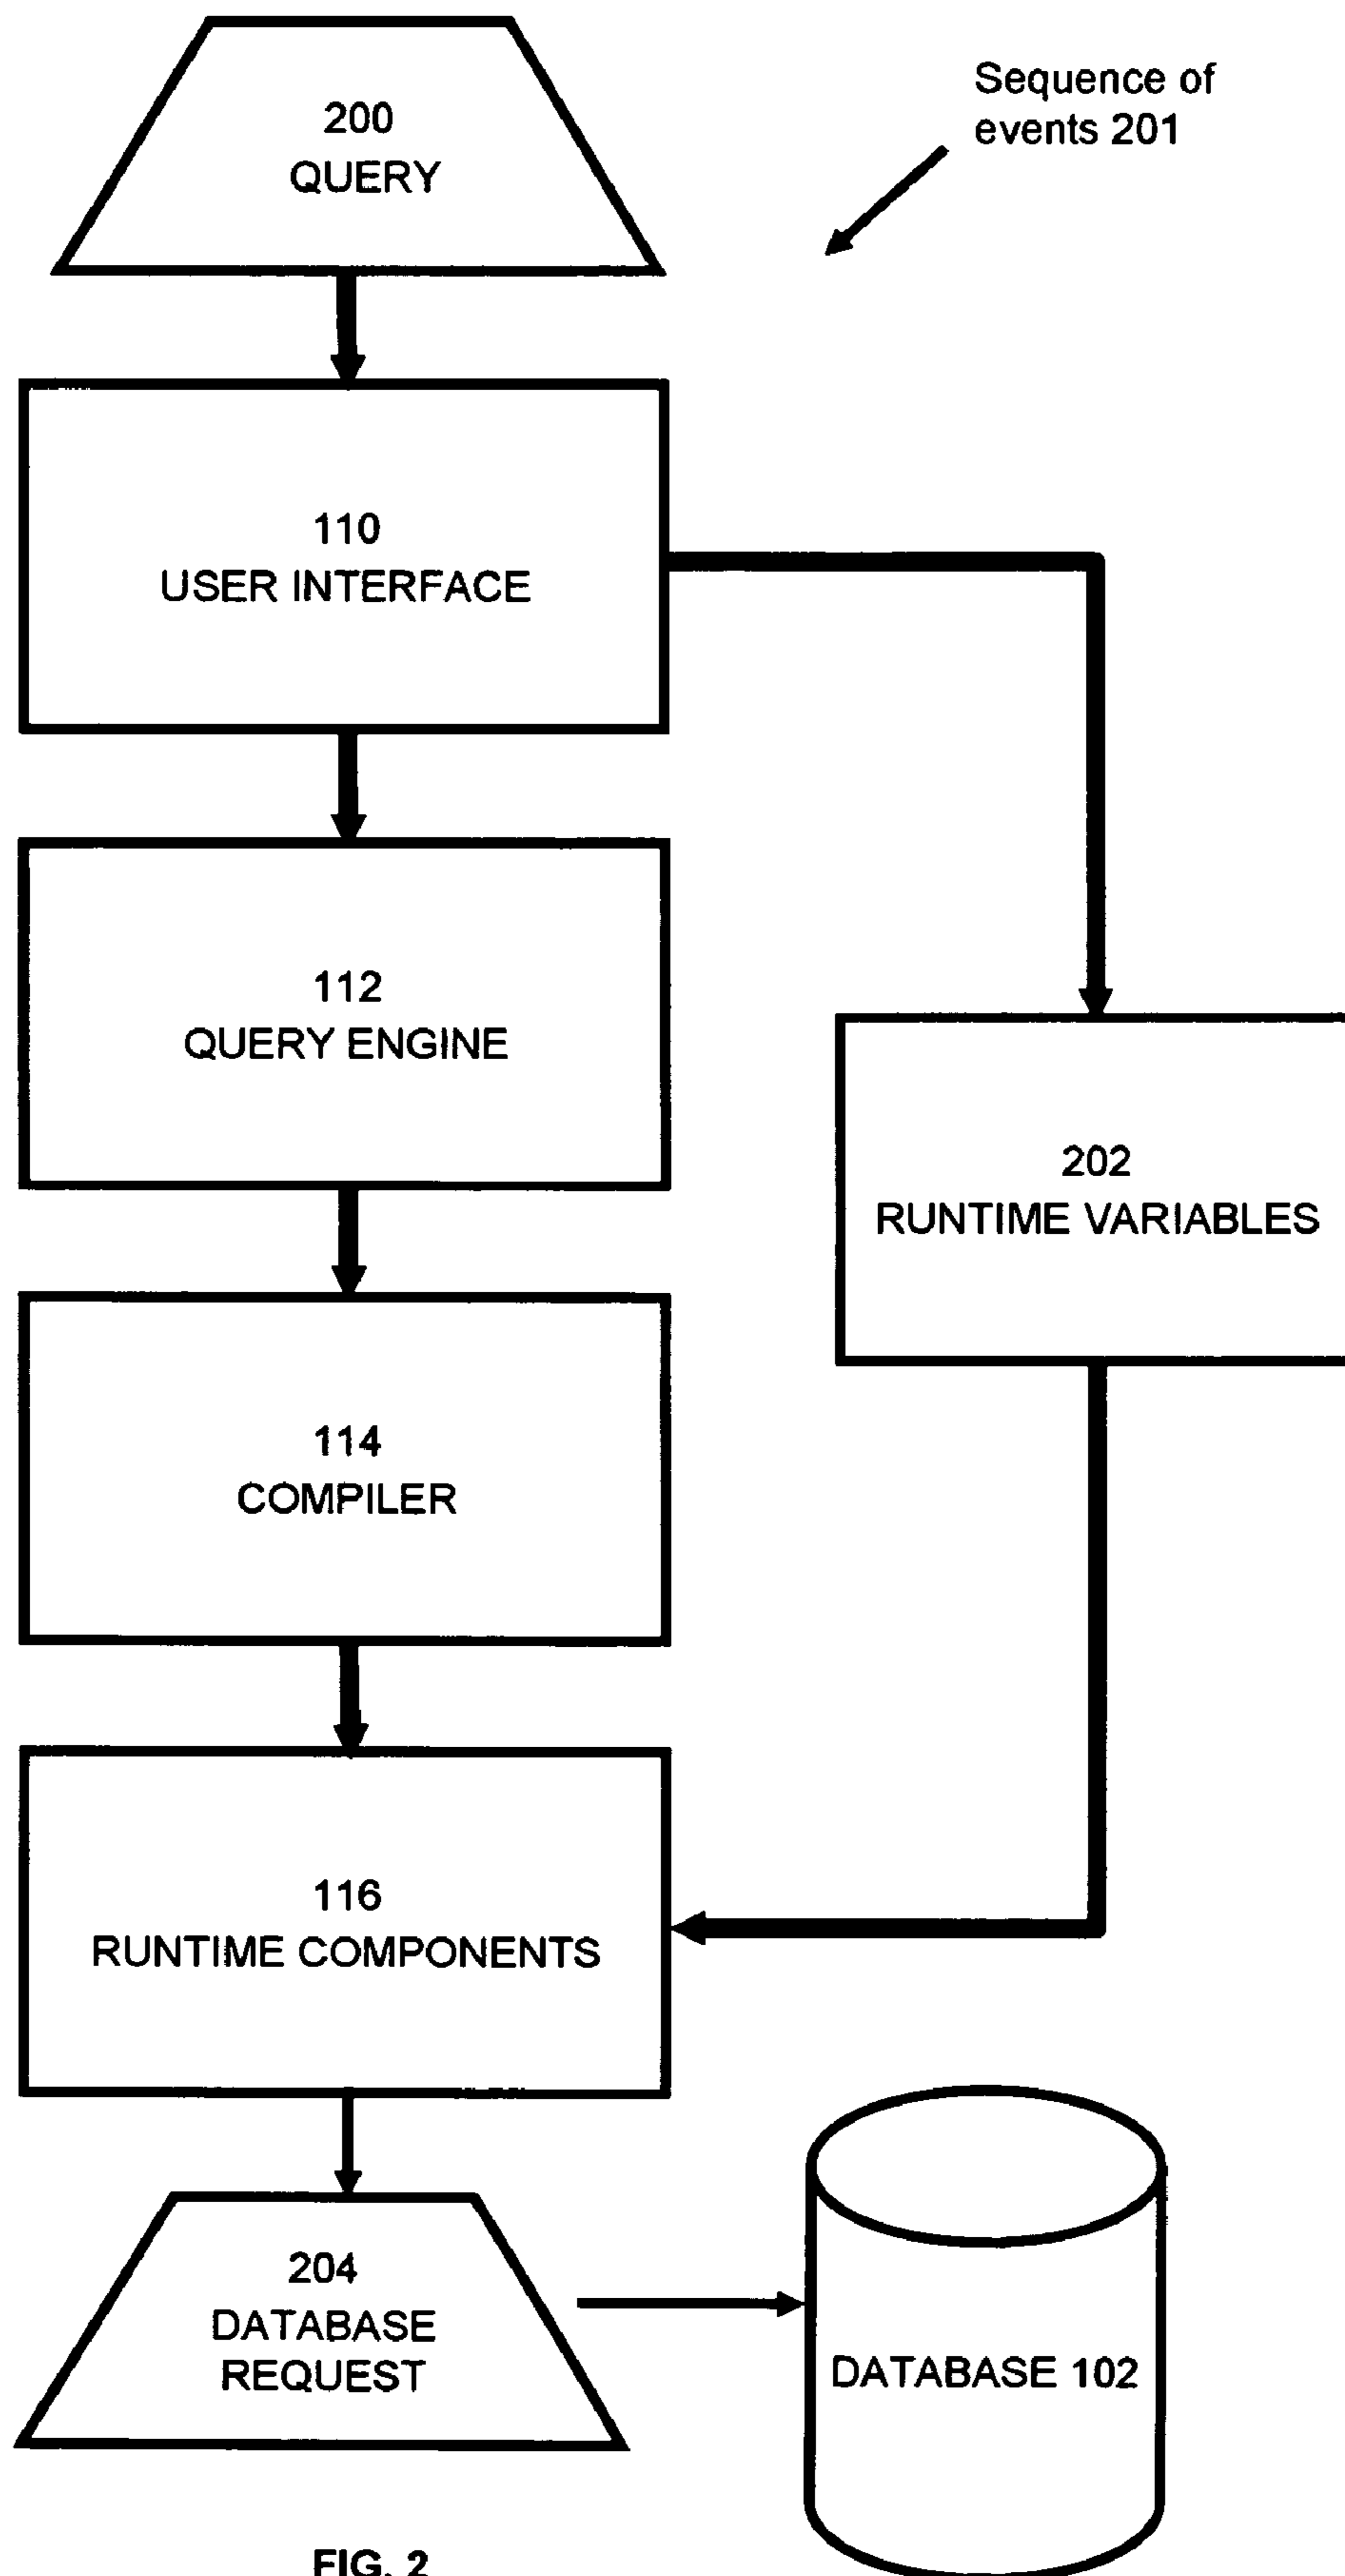 200
QUERY
Sequence of
events 201
110
USER INTERFACE
112
QUERY ENGINE
202
RUNTIME VARIABLES
114
COMPILER
116
RUNTIME COMPONENTS
204
DATABASE
REQUEST
DATABASE 102
FIG. 2